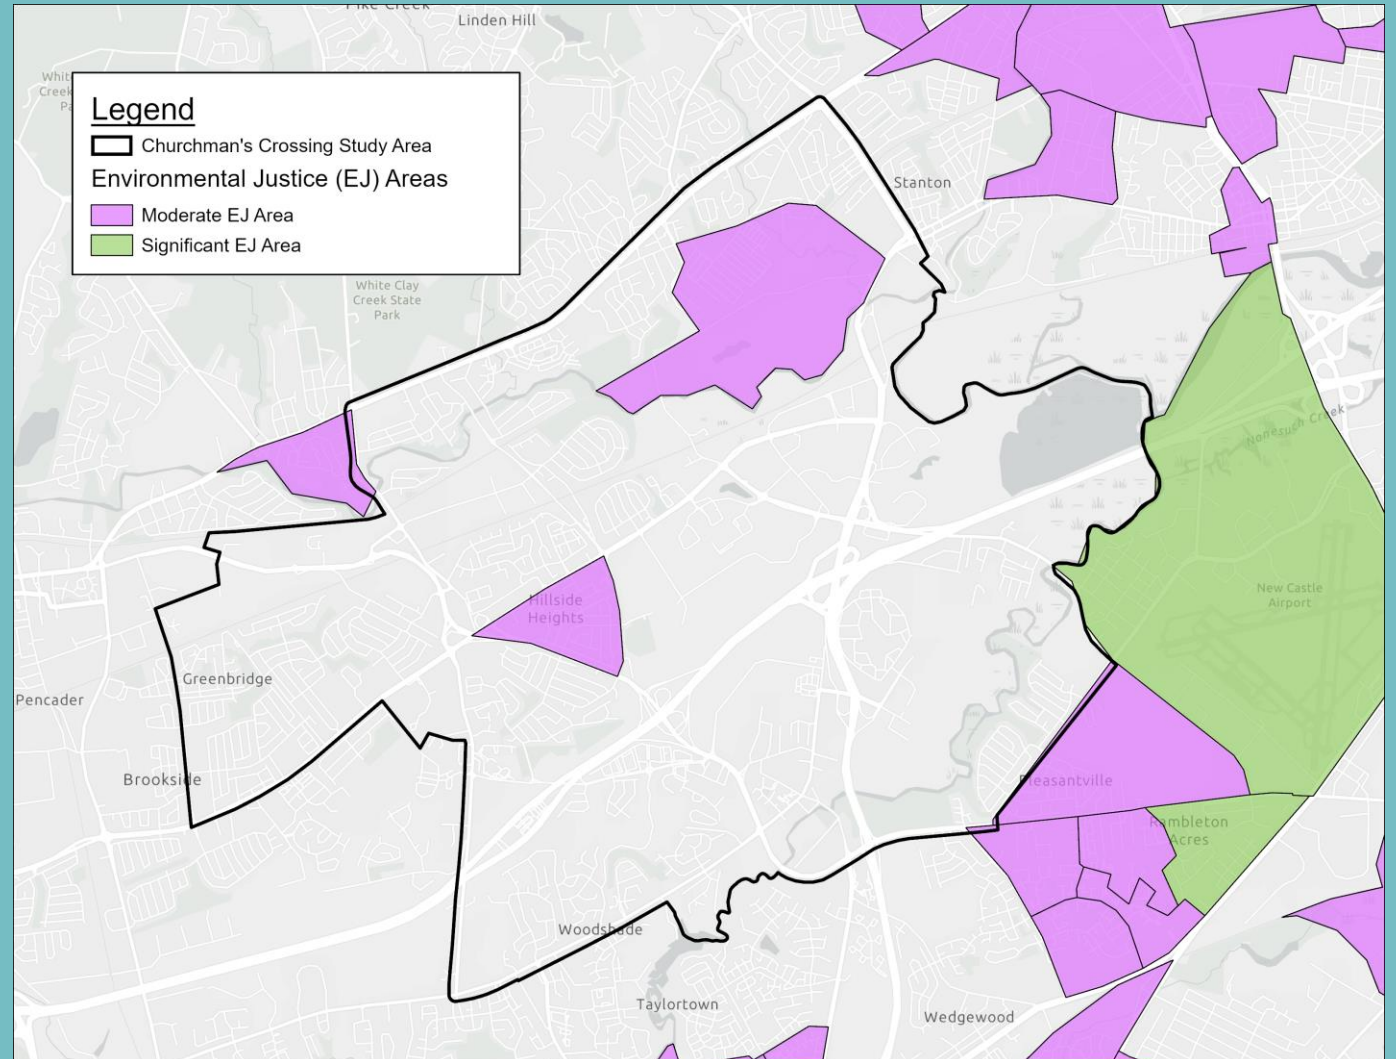 Pike Creek
Linden Hill
Legend
Churchman's Crossing Study Area
Environmental Justice (EJ) Areas
Moderate EJ Area
Significant EJ Area
Stanton
White Clay
Creek State
Park
Nonesuch Creek
Hillside
Heights
New Castle
Airport
Greenbridge
Pencader
Brookside
Pleasantville
Rambleton
Acres
Woodshade
Taylortown
Wedgewood